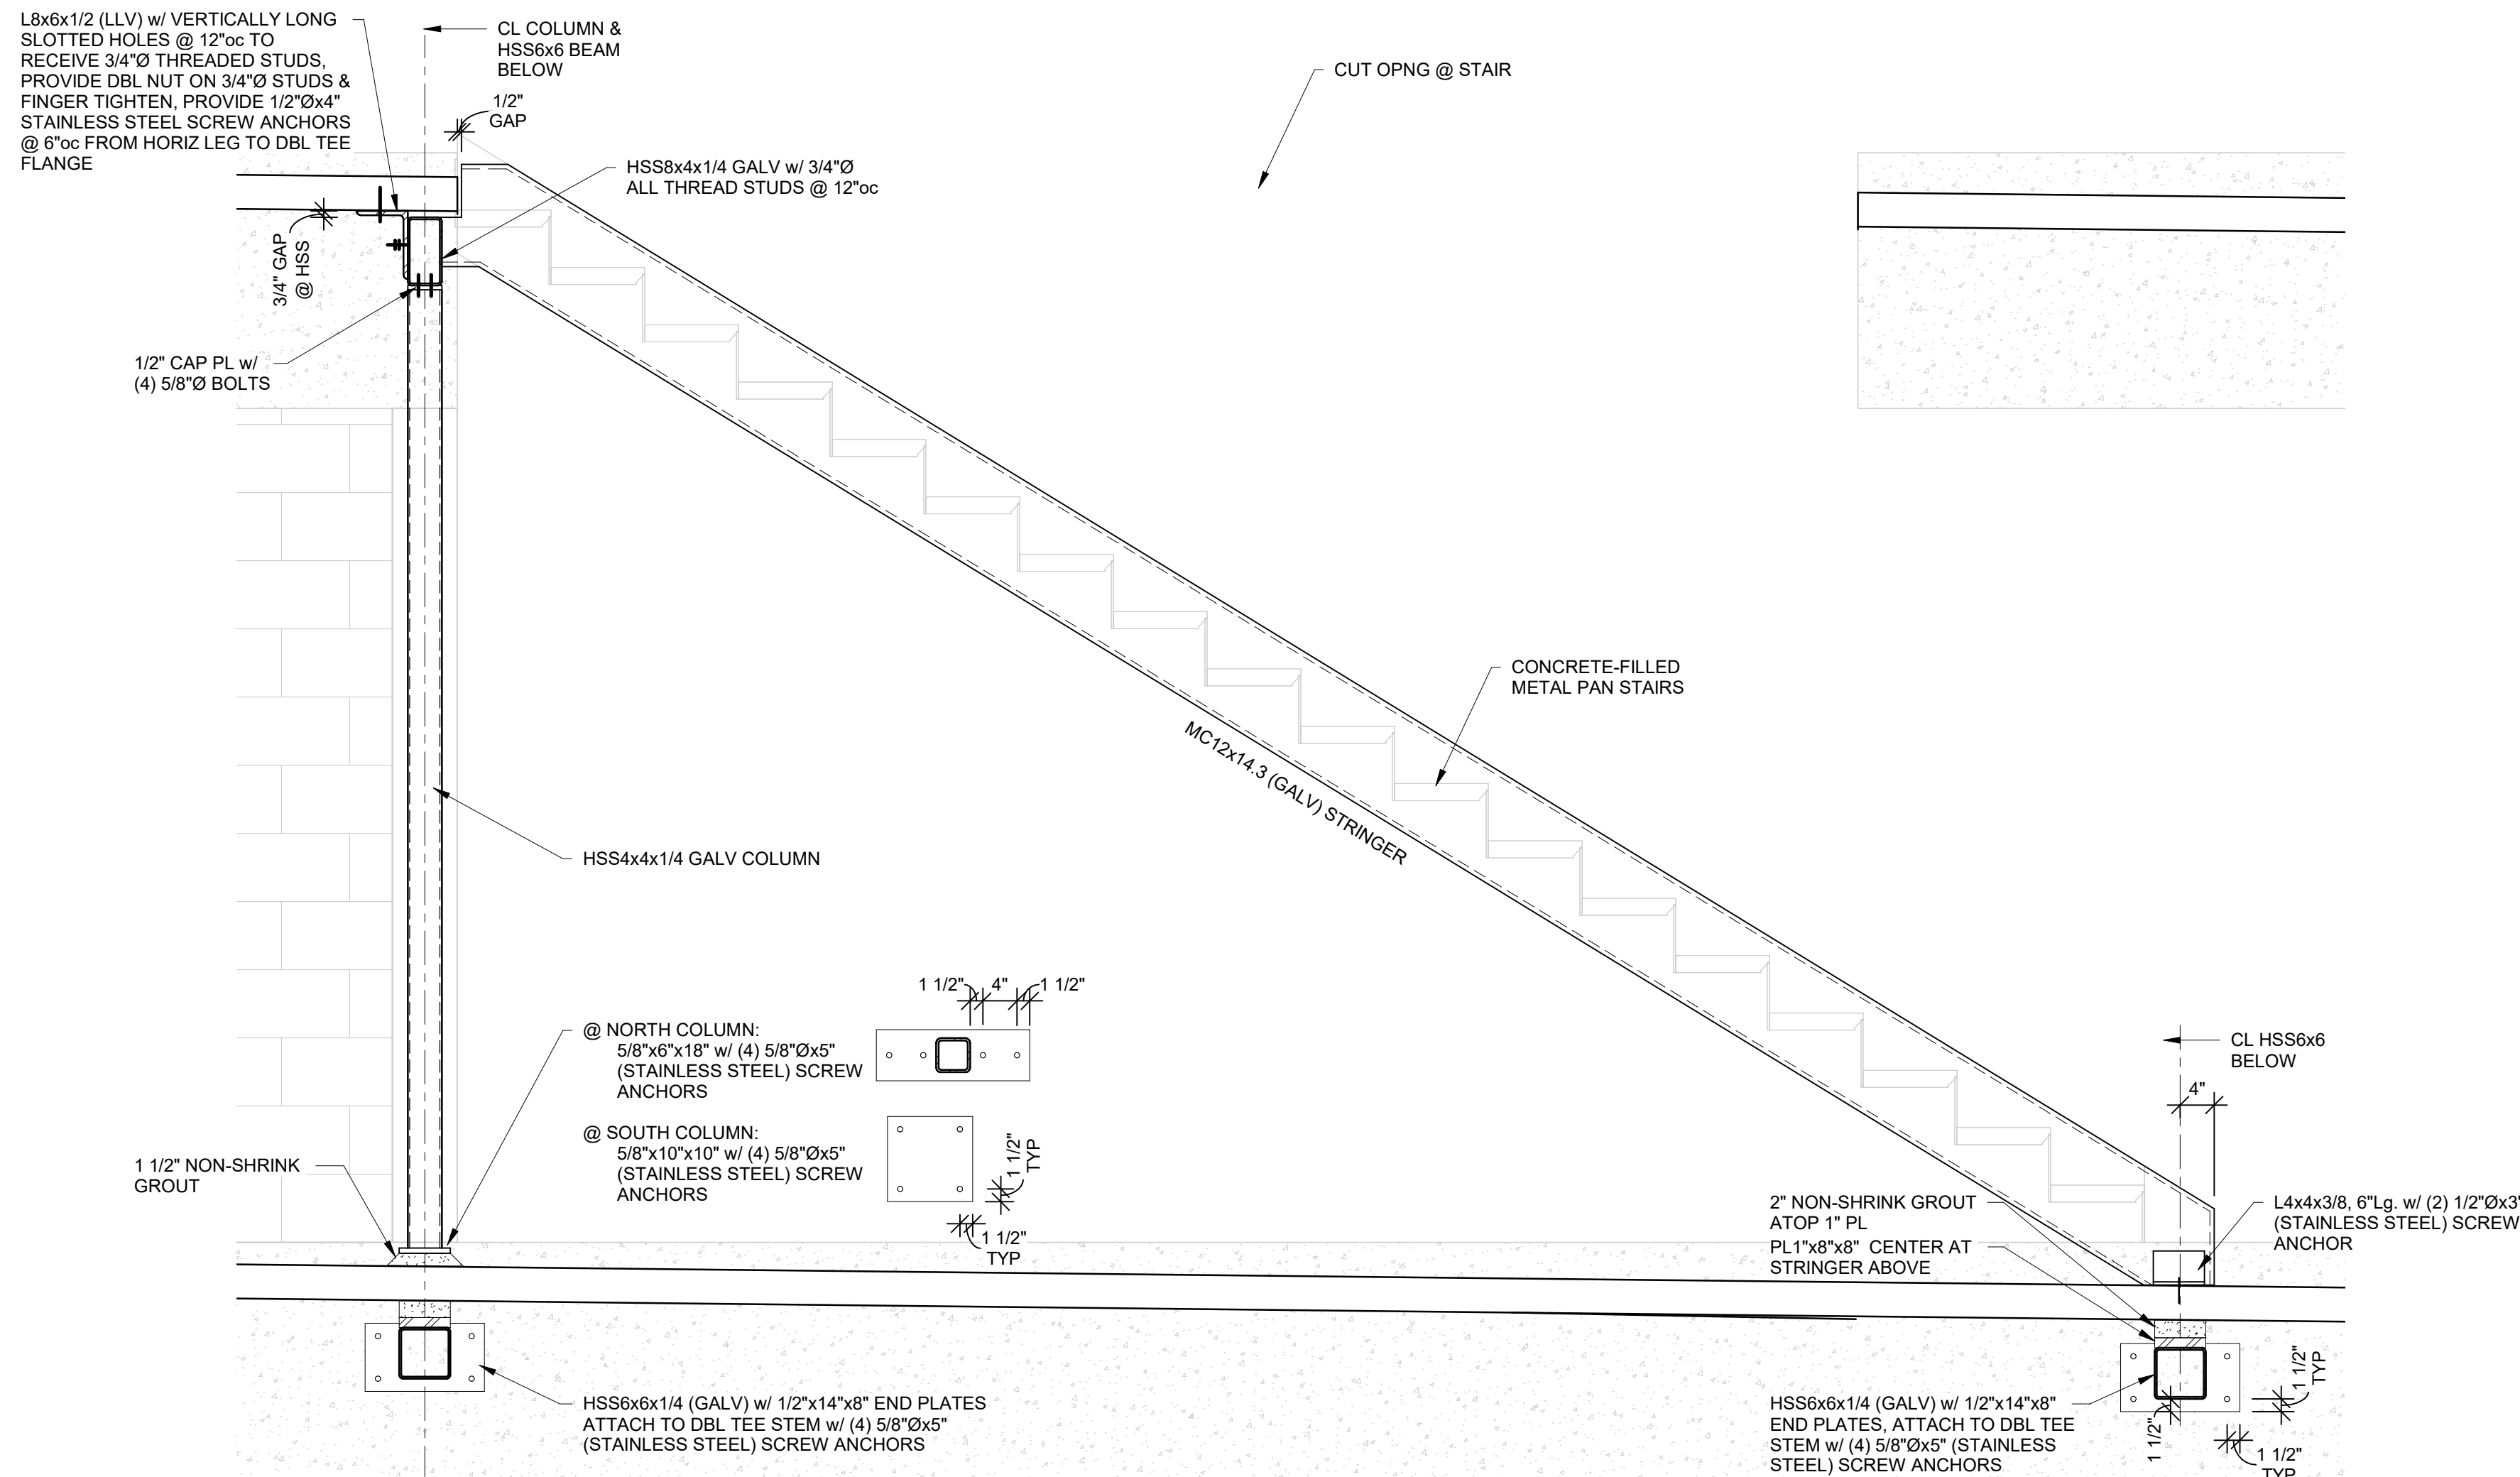 L8x6x1/2 (LLV) w/ VERTICALLY LONG
SLOTTED HOLES @ 12"oc TO
RECEIVE 3/4"Ø THREADED STUDS,
PROVIDE DBL NUT ON 3/4"Ø STUDS &
FINGER TIGHTEN, PROVIDE 1/2"Øx4"
STAINLESS STEEL SCREW ANCHORS
@ 6"oc FROM HORIZ LEG TO DBL TEE
FLANGE
CL COLUMN &
HSS6x6 BEAM
BELOW
1/2"
GAP
CUT OPNG @ STAIR
HSS8x4x1/4 GALV w/ 3/4"Ø
ALL THREAD STUDS @ 12"oc
3/4" GAP
@ HSS
1/2" CAP PL w/
(4) 5/8"Ø BOLTS
CONCRETE-FILLED
METAL PAN STAIRS
MC12x14.3 (GALV) STRINGER
HSS4x4x1/4 GALV COLUMN
1 1/2"
4"
1 1/2"
@ NORTH COLUMN:
5/8"x6"x18" w/ (4) 5/8"Øx5"
(STAINLESS STEEL) SCREW
ANCHORS
@ SOUTH COLUMN:
5/8"x10"x10" w/ (4) 5/8"Øx5"
(STAINLESS STEEL) SCREW
ANCHORS
1 1/2"
TYP
1 1/2"
TYP
1 1/2" NON-SHRINK
GROUT
CL HSS6x6
BELOW
4"
2" NON-SHRINK GROUT
ATOP 1" PL
PL1"x8"x8" CENTER AT
STRINGER ABOVE
L4x4x3/8, 6"Lg. w/ (2) 1/2"Øx3"
(STAINLESS STEEL) SCREW
ANCHOR
HSS6x6x1/4 (GALV) w/ 1/2"x14"x8" END PLATES
ATTACH TO DBL TEE STEM w/ (4) 5/8"Øx5"
(STAINLESS STEEL) SCREW ANCHORS
HSS6x6x1/4 (GALV) w/ 1/2"x14"x8"
END PLATES, ATTACH TO DBL TEE
STEM w/ (4) 5/8"Øx5" (STAINLESS
STEEL) SCREW ANCHORS
1 1/2"
1 1/2"
TYP
1 1/2"
TYP